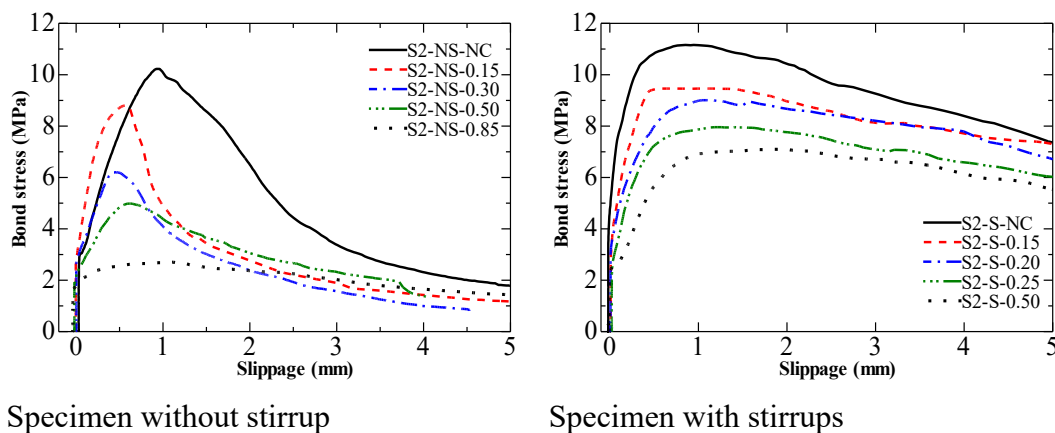 12
10
8
6
4
2
0
Bond stress (MPa)
S2-NS-NC
S2-NS-0.15
S2-NS-0.30
S2-NS-0.50
S2-NS-0.85
0 1 2 3 4 5
Slippage (mm)
Specimen without stirrup
12
10
8
6
4
2
0
Bond stress (MPa)
S2-S-NC
S2-S-0.15
S2-S-0.20
S2-S-0.25
S2-S-0.50
0 1 2 3 4 5
Slippage (mm)
Specimen with stirrups